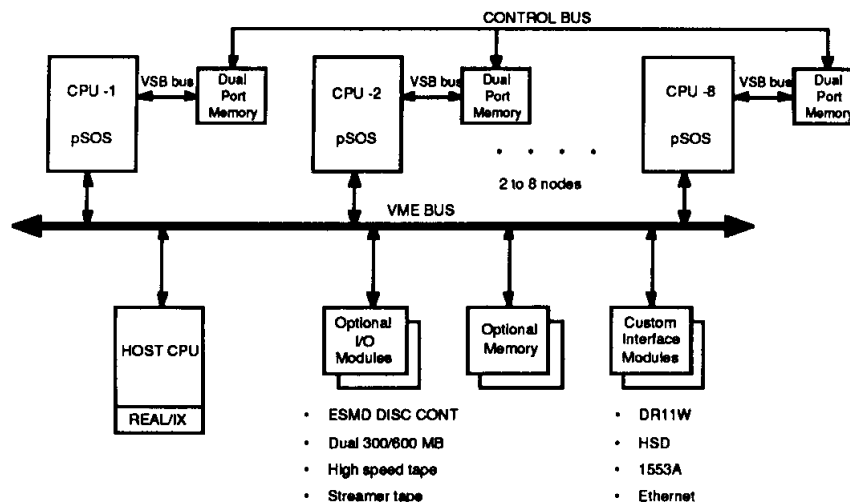 CONTROL BUS
CPU -1
pSOS
VSB bus
Dual
Port
Memory
CPU -2
pSOS
VSB bus
Dual
Port
Memory
CPU -8
pSOS
VSB bus
Dual
Port
Memory
. . . .
2 to 8 nodes
VME BUS
HOST CPU
REAL/IX
Optional
I/O
Modules
Optional
Memory
Custom
Interface
Modules
• ESMD DISC CONT
• Dual 300/600 MB
• High speed tape
• Streamer tape
• DR11W
• HSD
• 1553A
• Ethernet